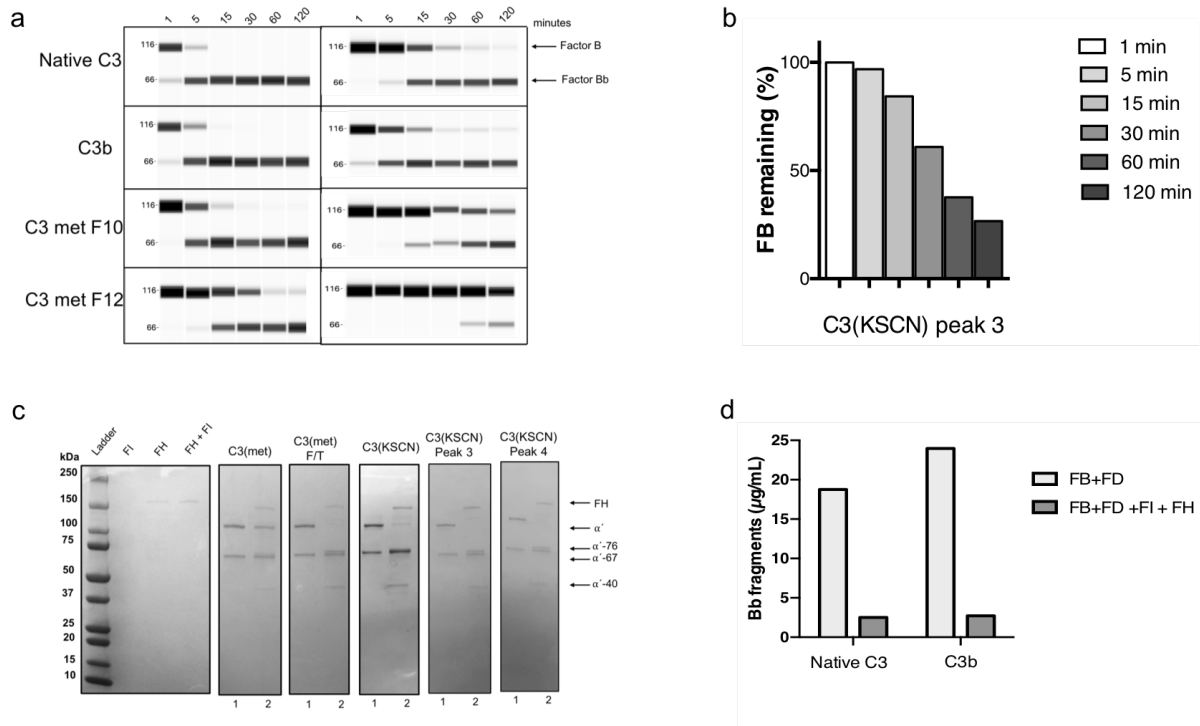 a
1 5 15 30 60 120 1 5 15 30 60 120 minutes
Native C3
116- 116- Factor B
66- 66- Factor Bb
C3b
116- 116-
66- 66-
C3 met F10
116- 116-
66- 66-
C3 met F12
116- 116-
66- 66-
b
FB remaining (%)
100
50
0
C3(KSCN) peak 3
1 min
5 min
15 min
30 min
60 min
120 min
c
Ladder FI FH FH + FI
C3(met)
C3(met)
F/T
C3(KSCN)
C3(KSCN)
Peak 3
C3(KSCN)
Peak 4
kDa
250
150
100
75
50
37
25
20
15
10
FH
α´
α´-76
α´-67
α´-40
1 2 1 2 1 2 1 2 1 2
d
Bb fragments (µg/mL)
25
20
15
10
5
0
Native C3 C3b
FB+FD
FB+FD +FI + FH